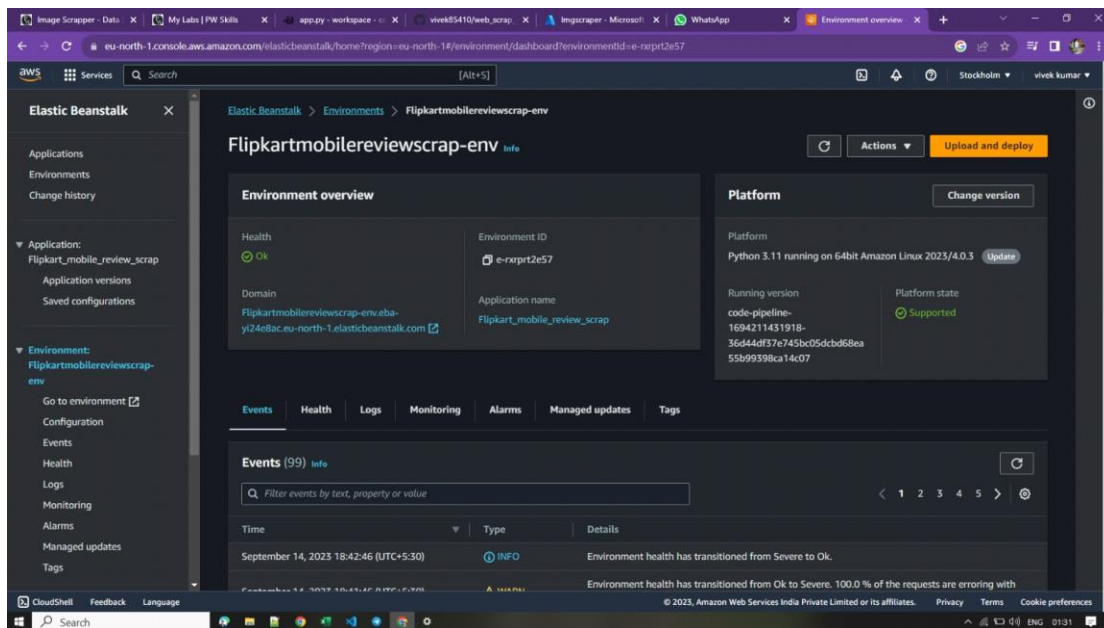 Image Scrapper - Data
My Labs | PW Skills
app.py - workspace - c
vivek85410/web_scrap_
Imgscraper - Microsoft
WhatsApp
Environment overview
eu-north-1.console.aws.amazon.com/elasticbeanstalk/home?region=eu-north-1#/environment/dashboard?environmentId=e-rxrprt2e57
aws Services Search [Alt+S] Stockholm vivek kumar
Elastic Beanstalk
Applications
Environments
Change history
Application:
Flipkart_mobile_review_scrap
Application versions
Saved configurations
Environment:
Flipkartmobilereviewscrap-
env
Go to environment
Configuration
Events
Health
Logs
Monitoring
Alarms
Managed updates
Tags
Elastic Beanstalk > Environments > Flipkartmobilereviewscrap-env
Flipkartmobilereviewscrap-env Info
Actions
Upload and deploy
Environment overview
Health
Ok
Environment ID
e-rxrprt2e57
Domain
Flipkartmobilereviewscrap-env.eba-
yi24e8ac.eu-north-1.elasticbeanstalk.com
Application name
Flipkart_mobile_review_scrap
Platform
Change version
Platform
Python 3.11 running on 64bit Amazon Linux 2023/4.0.3 Update
Running version
code-pipeline-
1694211431918-
36d44df37e745bc05dcbd68ea
55b99398ca14c07
Platform state
Supported
Events Health Logs Monitoring Alarms Managed updates Tags
Events (99) Info
Filter events by text, property or value
1 2 3 4 5
Time Type Details
September 14, 2023 18:42:46 (UTC+5:30) INFO Environment health has transitioned from Severe to Ok.
Environment health has transitioned from Ok to Severe. 100.0 % of the requests are erroring with
WARN
CloudShell Feedback Language © 2023, Amazon Web Services India Private Limited or its affiliates. Privacy Terms Cookie preferences
Search ENG 01:31